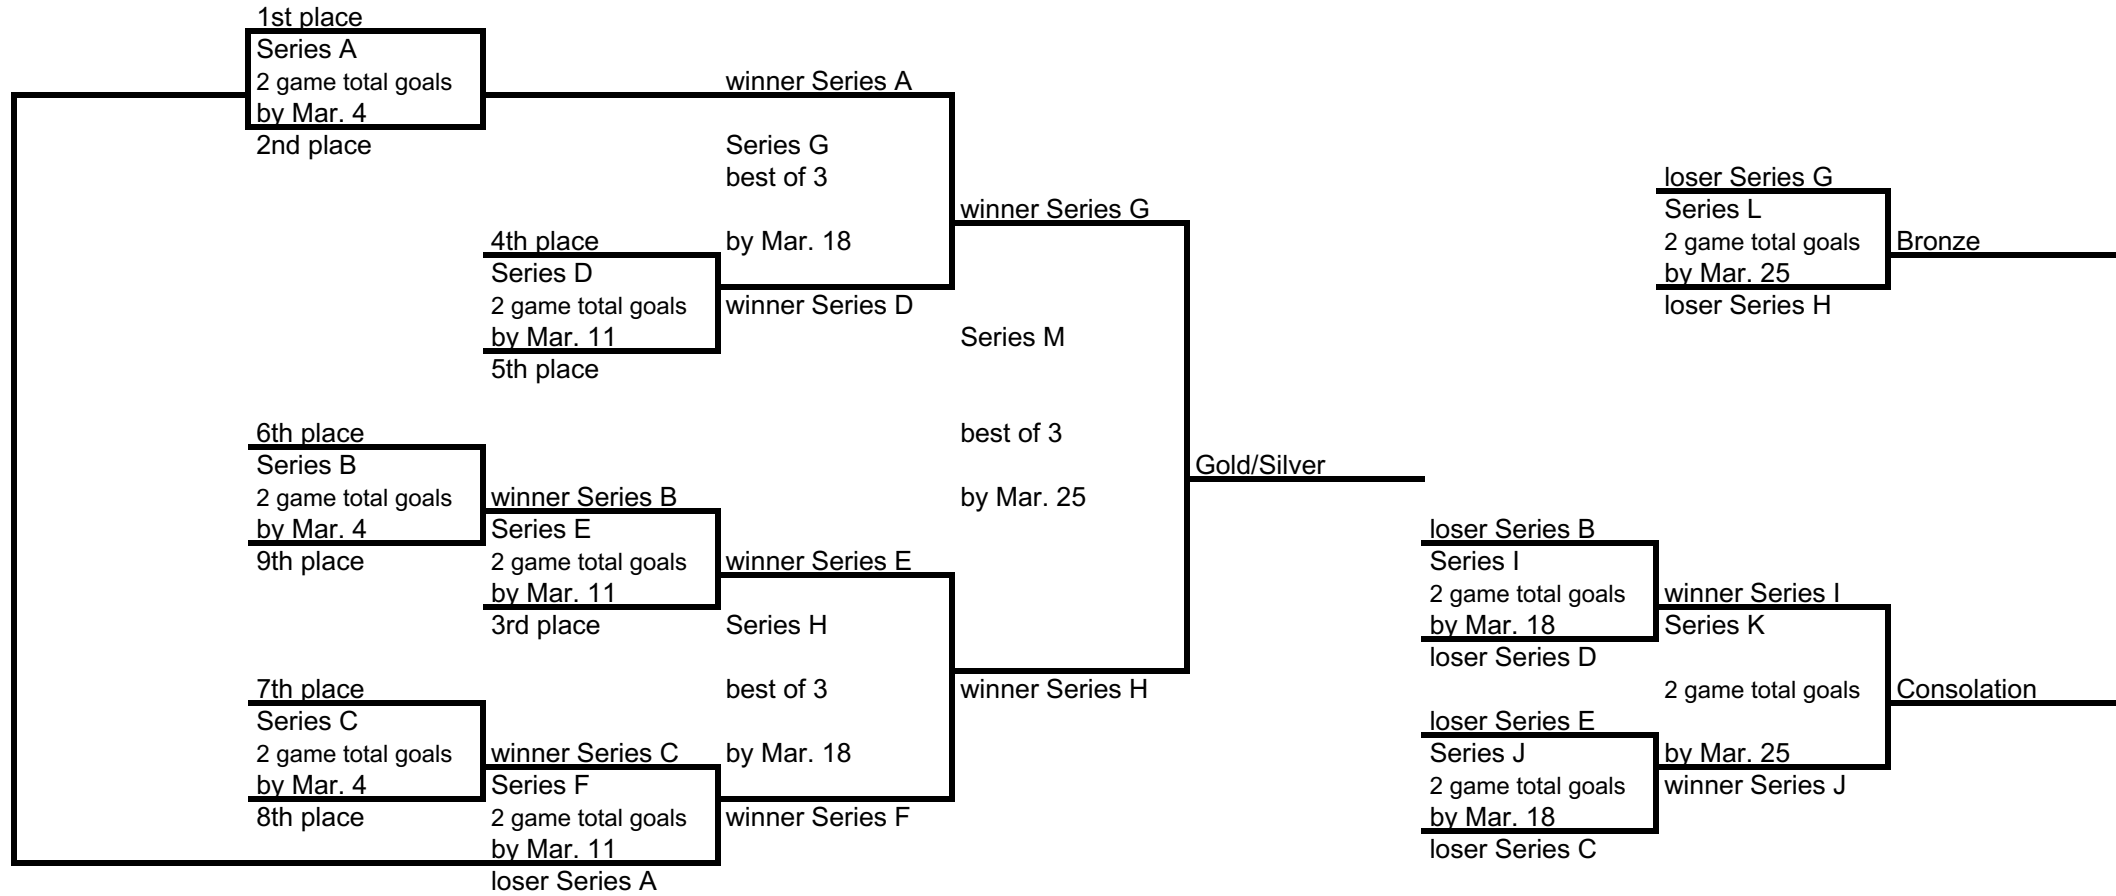 1st place
Series A
2 game total goals
by Mar. 4
2nd place
winner Series A
Series G
best of 3
by Mar. 18
winner Series D
4th place
Series D
2 game total goals
by Mar. 11
5th place
winner Series G
Series M
best of 3
by Mar. 25
winner Series H
Gold/Silver
6th place
Series B
2 game total goals
by Mar. 4
9th place
winner Series B
Series E
2 game total goals
by Mar. 11
3rd place
winner Series E
Series H
best of 3
by Mar. 18
winner Series F
7th place
Series C
2 game total goals
by Mar. 4
8th place
winner Series C
Series F
2 game total goals
by Mar. 11
loser Series A
loser Series G
Series L
2 game total goals
by Mar. 25
loser Series H
Bronze
loser Series B
Series I
2 game total goals
by Mar. 18
loser Series D
loser Series E
Series J
2 game total goals
by Mar. 18
loser Series C
winner Series I
Series K
2 game total goals
by Mar. 25
winner Series J
Consolation